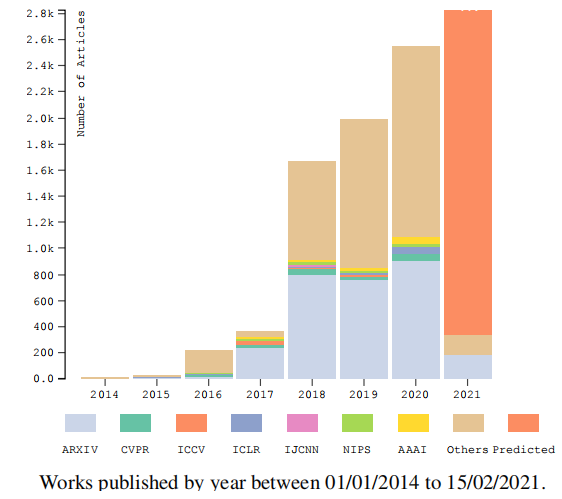 Number of Articles
2.8k
2.6k
2.4k
2.2k
2.0k
1.8k
1.6k
1.4k
1.2k
1.0k
800
600
400
200
0.0
2014 2015 2016 2017 2018 2019 2020 2021
ARXIV CVPR ICCV ICLR IJCNN NIPS AAAI Others Predicted
Works published by year between 01/01/2014 to 15/02/2021.